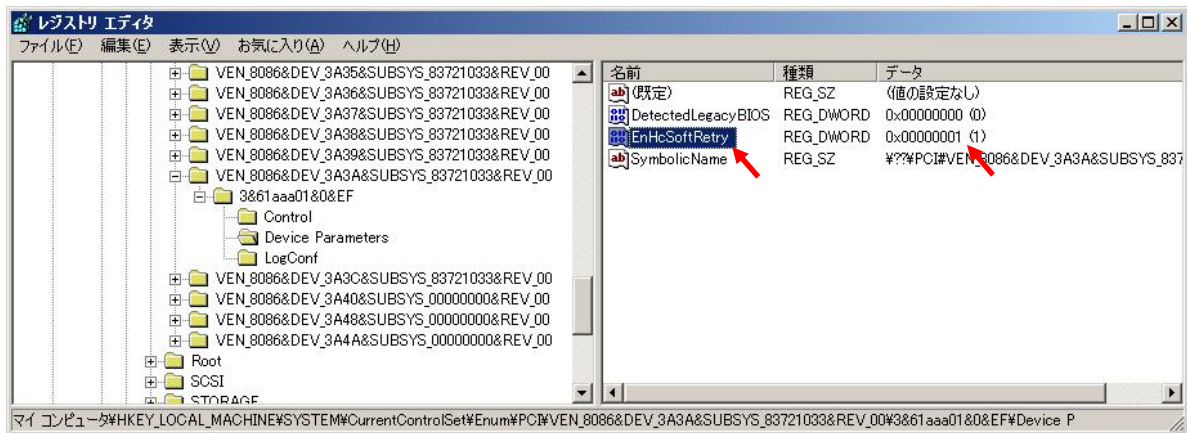 レジストリ エディタ
ファイル(F) 編集(E) 表示(V) お気に入り(A) ヘルプ(H)
VEN_8086&DEV_3A35&SUBSYS_83721033&REV_00
VEN_8086&DEV_3A36&SUBSYS_83721033&REV_00
VEN_8086&DEV_3A37&SUBSYS_83721033&REV_00
VEN_8086&DEV_3A38&SUBSYS_83721033&REV_00
VEN_8086&DEV_3A39&SUBSYS_83721033&REV_00
VEN_8086&DEV_3A3A&SUBSYS_83721033&REV_00
3&61aaa01&0&EF
Control
Device Parameters
LogConf
VEN_8086&DEV_3A3C&SUBSYS_83721033&REV_00
VEN_8086&DEV_3A40&SUBSYS_00000000&REV_00
VEN_8086&DEV_3A48&SUBSYS_00000000&REV_00
VEN_8086&DEV_3A4A&SUBSYS_00000000&REV_00
Root
SCSI
STORAGE
名前 種類 データ
(既定) REG_SZ (値の設定なし)
DetectedLegacyBIOS REG_DWORD 0x00000000 (0)
EnHcSoftRetry REG_DWORD 0x00000001 (1)
SymbolicName REG_SZ ¥??¥PCI#VEN_8086&DEV_3A3A&SUBSYS_837
マイ コンピュータ¥HKEY_LOCAL_MACHINE¥SYSTEM¥CurrentControlSet¥Enum¥PCI¥VEN_8086&DEV_3A3A&SUBSYS_83721033&REV_00¥3&61aaa01&0&EF¥Device P